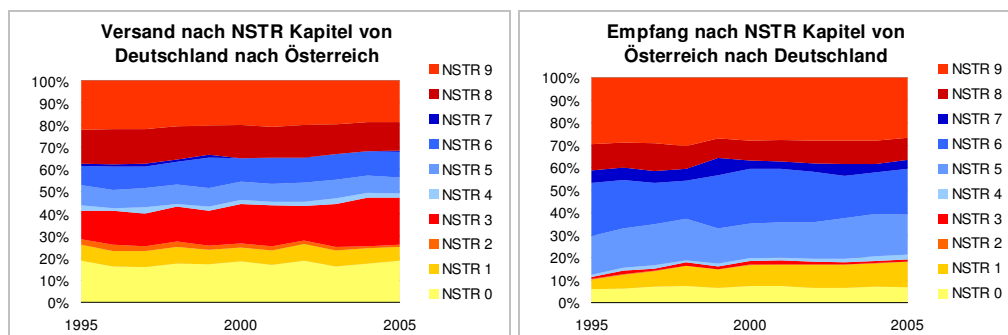 Versand nach NSTR Kapitel von
Deutschland nach Österreich
100%
90%
80%
70%
60%
50%
40%
30%
20%
10%
0%
1995
2000
2005
NSTR 9
NSTR 8
NSTR 7
NSTR 6
NSTR 5
NSTR 4
NSTR 3
NSTR 2
NSTR 1
NSTR 0
Empfang nach NSTR Kapitel von
Österreich nach Deutschland
100%
90%
80%
70%
60%
50%
40%
30%
20%
10%
0%
1995
2000
2005
NSTR 9
NSTR 8
NSTR 7
NSTR 6
NSTR 5
NSTR 4
NSTR 3
NSTR 2
NSTR 1
NSTR 0